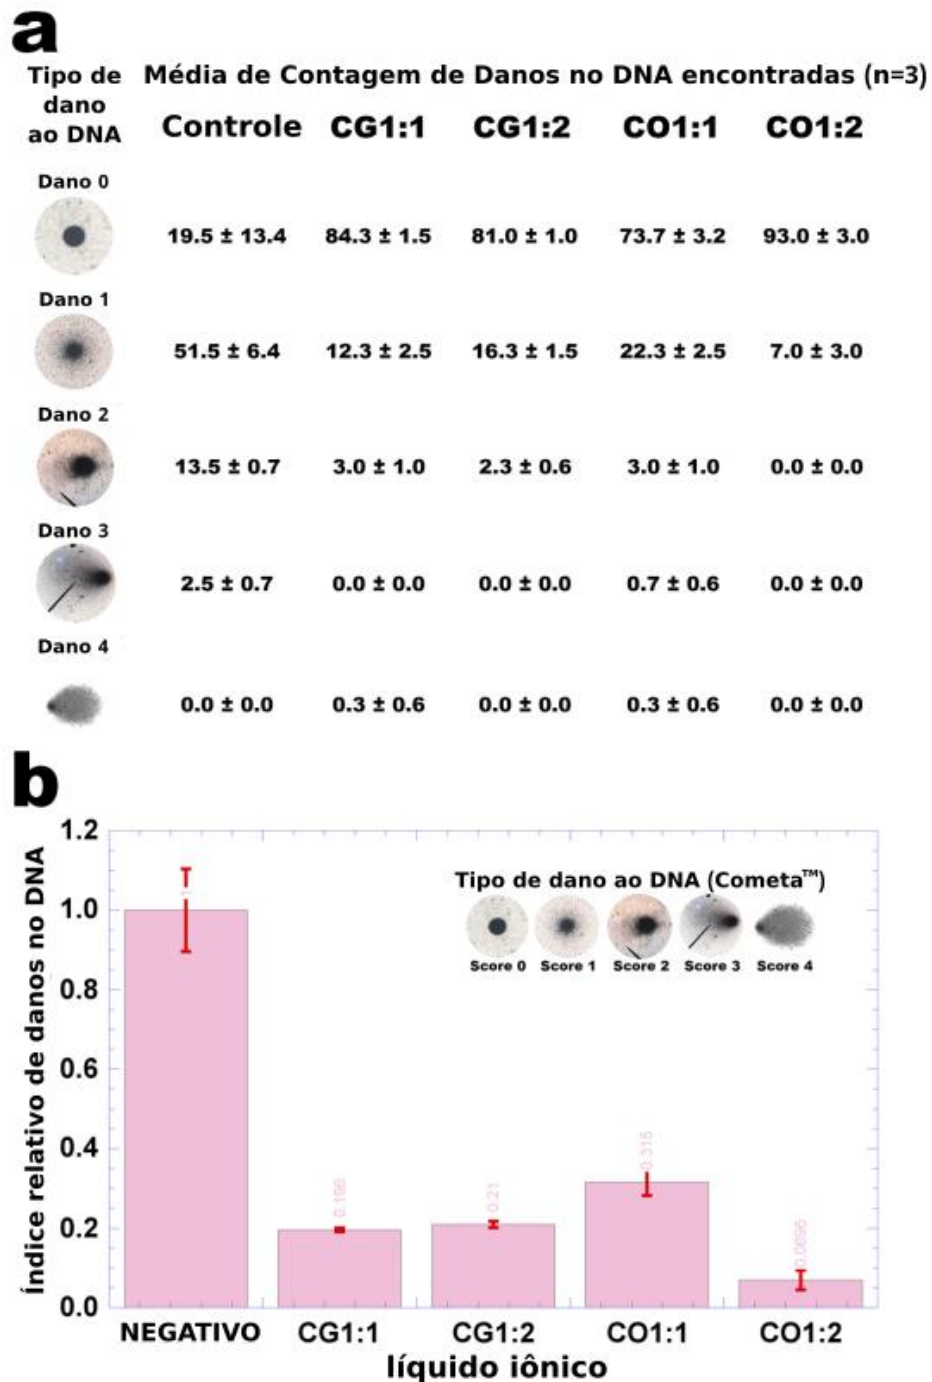 a
Tipo de dano ao DNA
Média de Contagem de Danos no DNA encontradas (n=3)
Controle CG1:1 CG1:2 CO1:1 CO1:2
Dano 0
19.5 ± 13.4 84.3 ± 1.5 81.0 ± 1.0 73.7 ± 3.2 93.0 ± 3.0
Dano 1
51.5 ± 6.4 12.3 ± 2.5 16.3 ± 1.5 22.3 ± 2.5 7.0 ± 3.0
Dano 2
13.5 ± 0.7 3.0 ± 1.0 2.3 ± 0.6 3.0 ± 1.0 0.0 ± 0.0
Dano 3
2.5 ± 0.7 0.0 ± 0.0 0.0 ± 0.0 0.7 ± 0.6 0.0 ± 0.0
Dano 4
0.0 ± 0.0 0.3 ± 0.6 0.0 ± 0.0 0.3 ± 0.6 0.0 ± 0.0
b
Índice relativo de danos no DNA
1.2
1.0
0.8
0.6
0.4
0.2
0.0
Tipo de dano ao DNA (Cometa™)
Score 0 Score 1 Score 2 Score 3 Score 4
1
0.196
0.21
0.315
0.0695
NEGATIVO CG1:1 CG1:2 CO1:1 CO1:2
líquido iônico